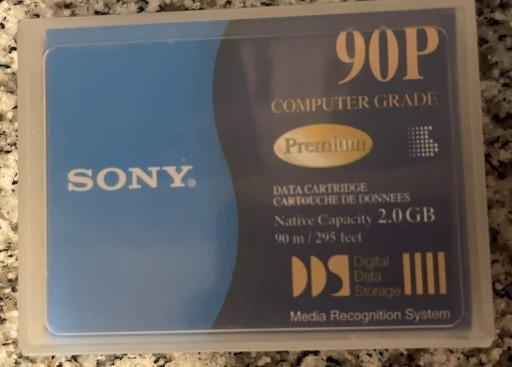 90P
COMPUTER GRADE
Premium
SONY®
DATA CARTRIDGE
CARTOUCHE DE DONNEES
Native Capacity 2.0 GB
90 m / 295 feet
DDS Digital
Data
Storage
Media Recognition System